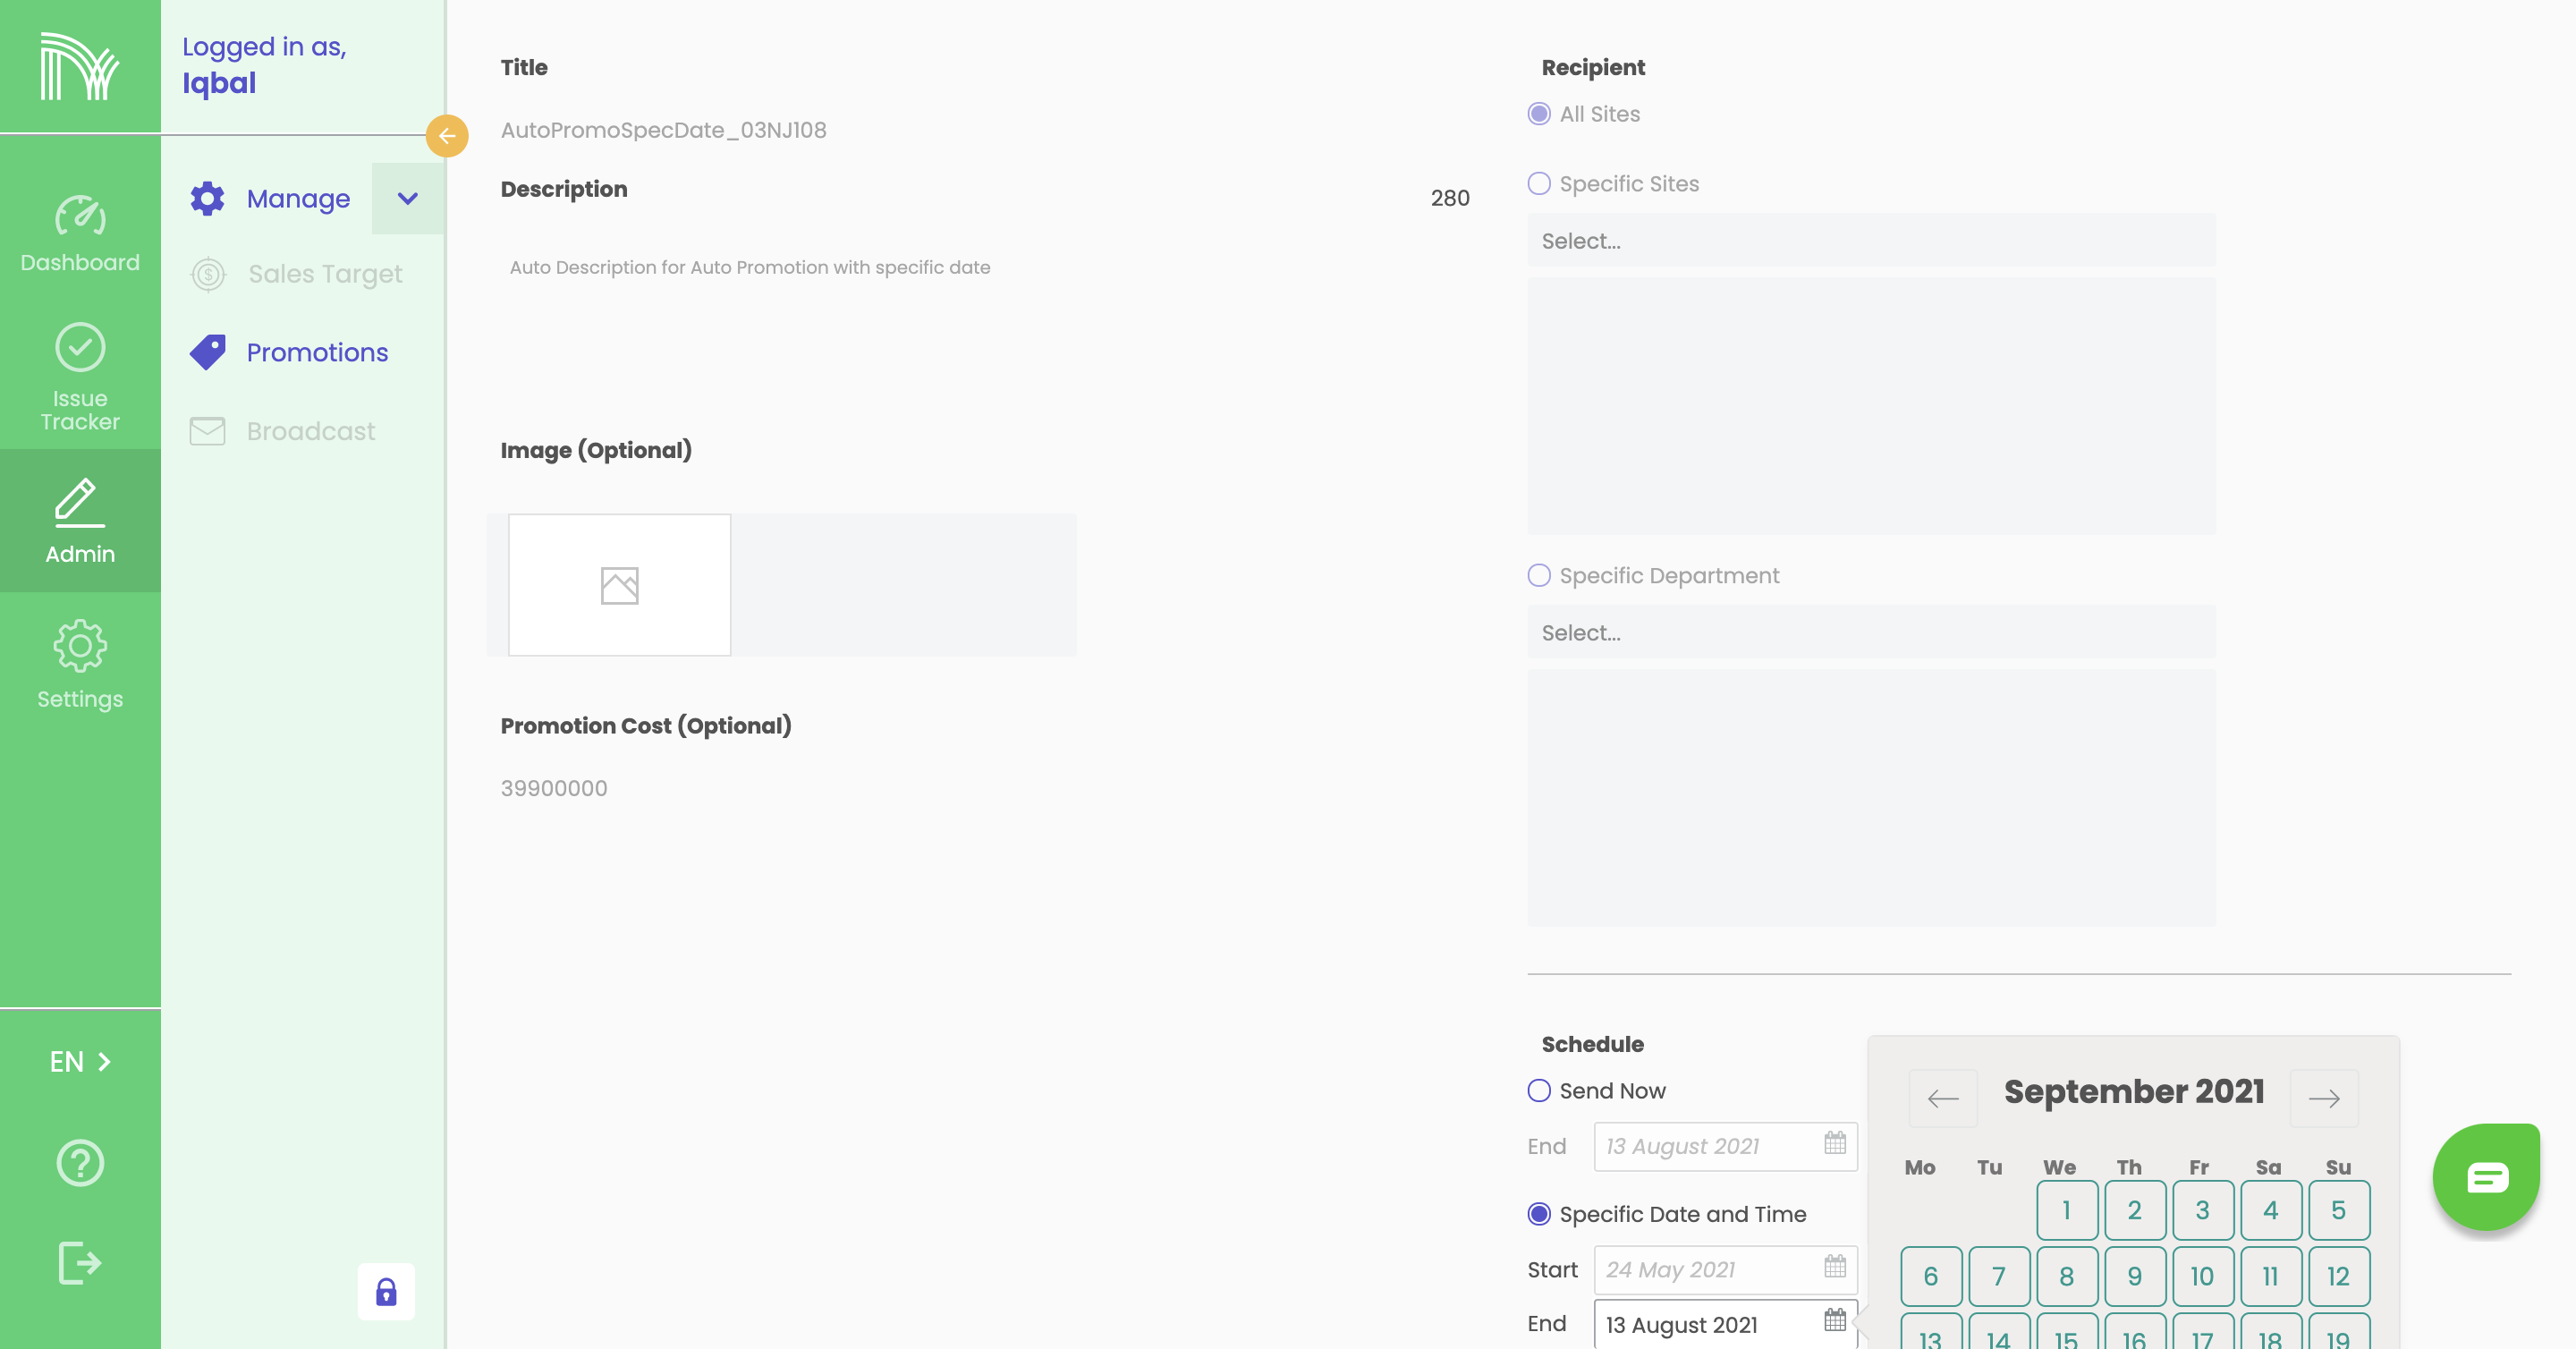 Logged in as,
Iqbal
Dashboard
Issue
Tracker
Admin
Settings
EN
Manage
Sales Target
Promotions
Broadcast
Title
AutoPromoSpecDate_03NJ108
Description
280
Auto Description for Auto Promotion with specific date
Image (Optional)
Promotion Cost (Optional)
39900000
Recipient
All Sites
Specific Sites
Select...
Specific Department
Select...
Schedule
Send Now
End 13 August 2021
Specific Date and Time
Start 24 May 2021
End 13 August 2021
September 2021
Mo Tu We Th Fr Sa Su
1 2 3 4 5
6 7 8 9 10 11 12
13 14 15 16 17 18 19